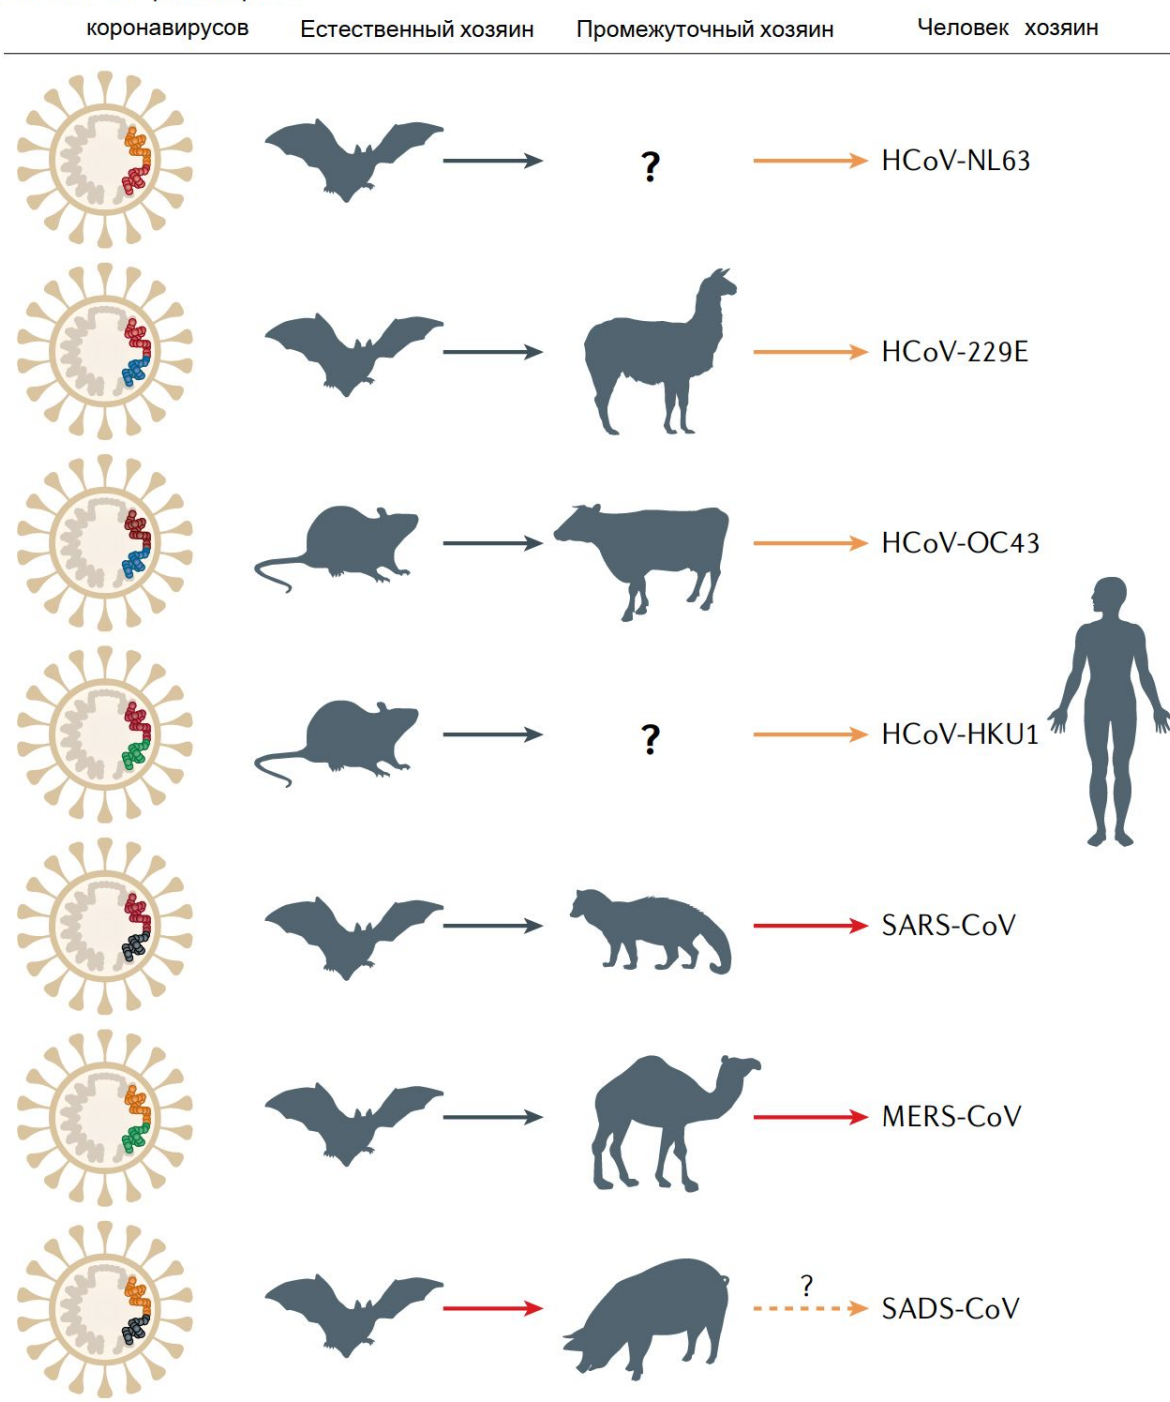 коронавирусов Естественный хозяин Промежуточный хозяин Человек хозяин
? HCoV-NL63
HCoV-229E
HCoV-OC43
? HCoV-HKU1
SARS-CoV
MERS-CoV
? SADS-CoV